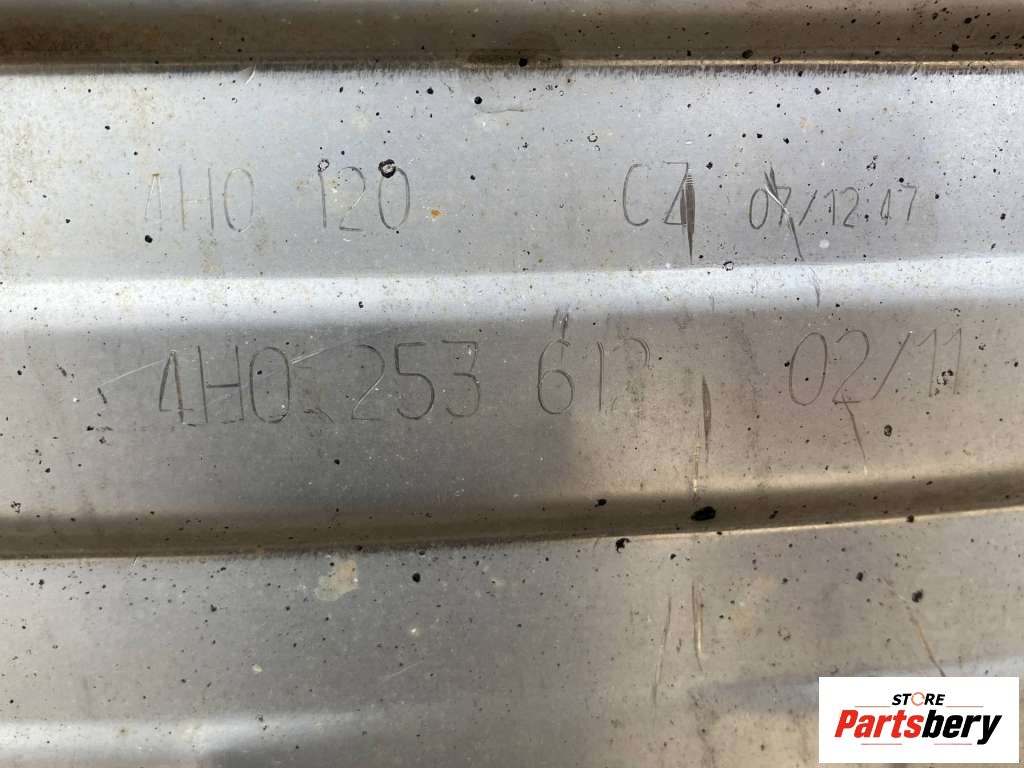 4H0 120 CZ 07/12.47
4H0 253 612 02/11
STORE
Partsbery